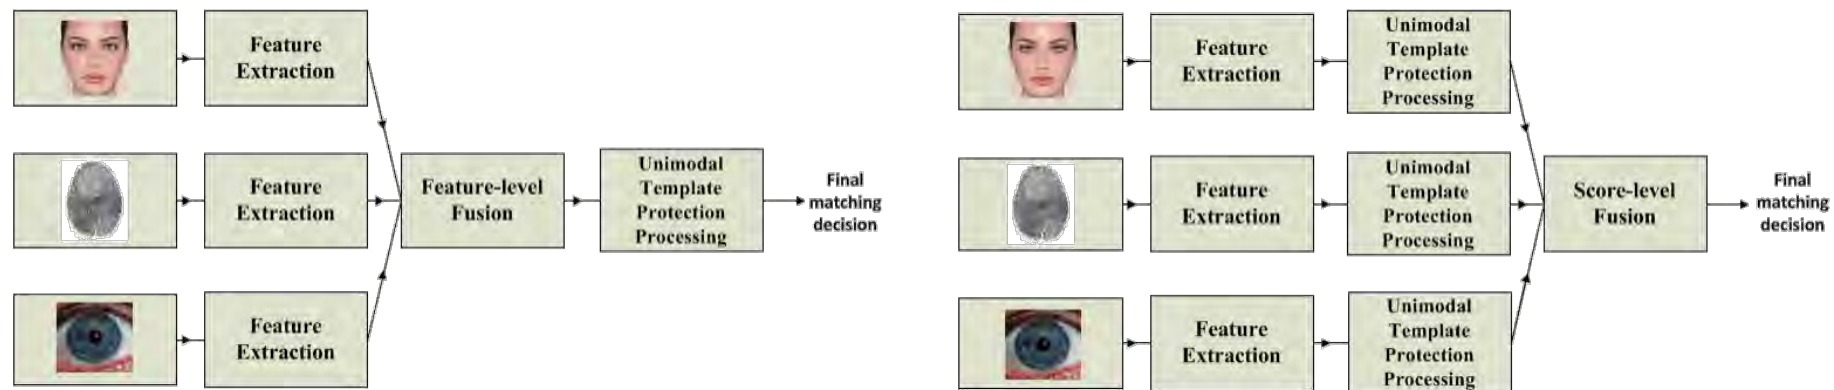 Feature
Extraction
Feature
Extraction
Feature
Extraction
Feature-level
Fusion
Unimodal
Template
Protection
Processing
Final
matching
decision
Feature
Extraction
Unimodal
Template
Protection
Processing
Feature
Extraction
Unimodal
Template
Protection
Processing
Feature
Extraction
Unimodal
Template
Protection
Processing
Score-level
Fusion
Final
matching
decision